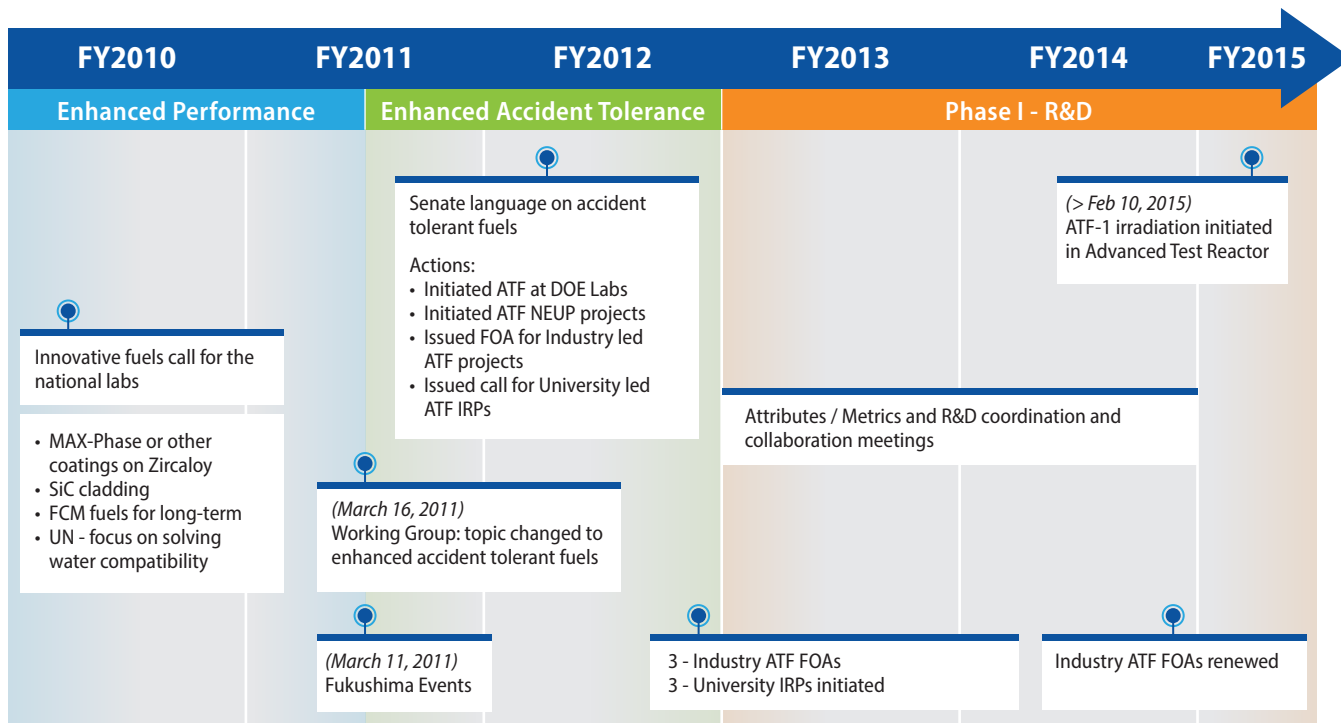 FY2010
FY2011
FY2012
FY2013
FY2014
FY2015
Enhanced Performance
Enhanced Accident Tolerance
Phase I - R&D
Innovative fuels call for the
national labs
• MAX-Phase or other
coatings on Zircaloy
• SiC cladding
• FCM fuels for long-term
• UN - focus on solving
water compatibility
Senate language on accident
tolerant fuels
Actions:
• Initiated ATF at DOE Labs
• Initiated ATF NEUP projects
• Issued FOA for Industry led
ATF projects
• Issued call for University led
ATF IRPs
(March 16, 2011)
Working Group: topic changed to
enhanced accident tolerant fuels
(March 11, 2011)
Fukushima Events
(> Feb 10, 2015)
ATF-1 irradiation initiated
in Advanced Test Reactor
Attributes / Metrics and R&D coordination and
collaboration meetings
3 - Industry ATF FOAs
3 - University IRPs initiated
Industry ATF FOAs renewed